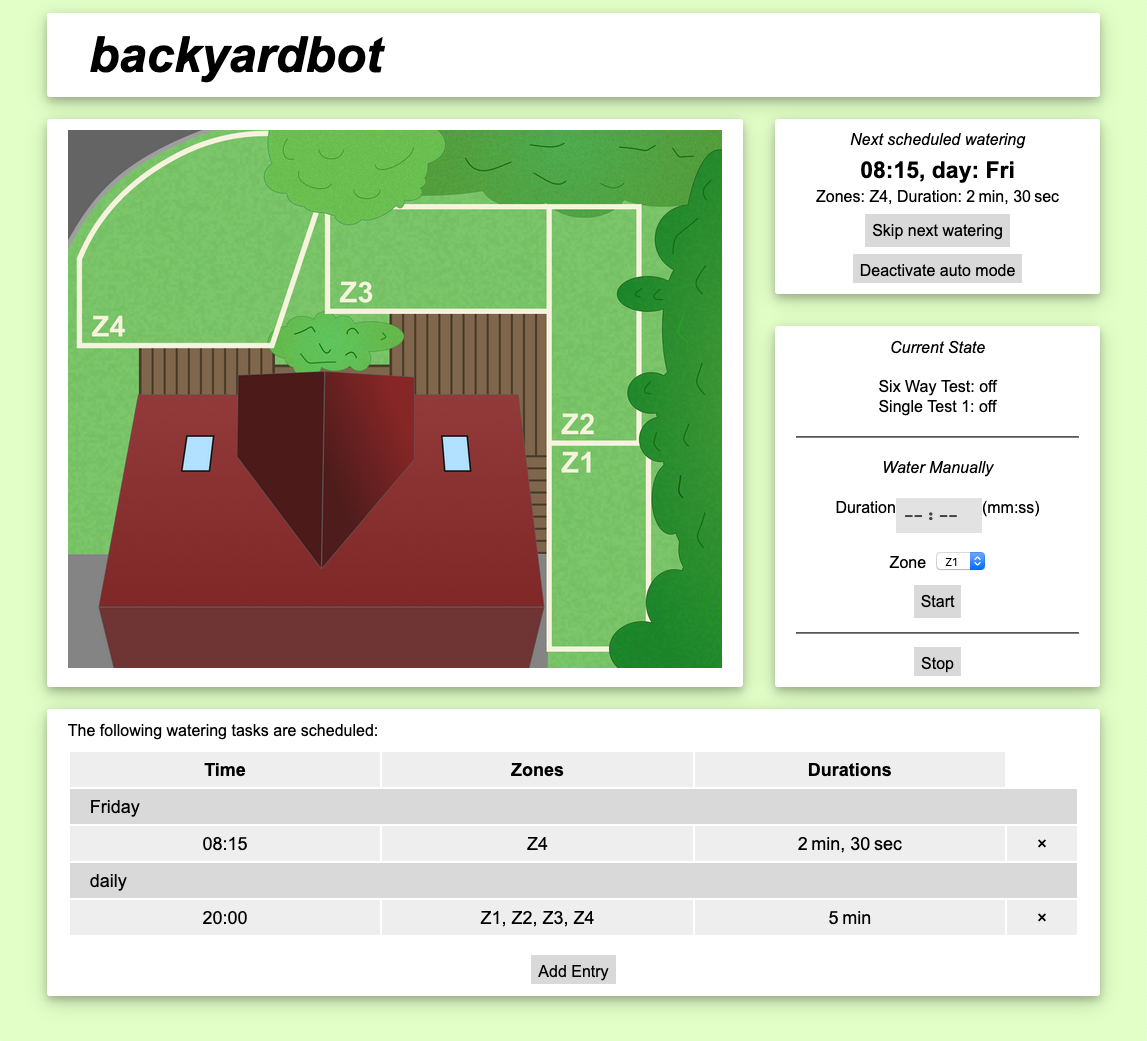 backyardbot
Z4
Z3
Z2
Z1
Next scheduled watering
08:15, day: Fri
Zones: Z4, Duration: 2 min, 30 sec
Skip next watering
Deactivate auto mode
Current State
Six Way Test: off
Single Test 1: off
Water Manually
Duration --:-- (mm:ss)
Zone Z1
Start
Stop
The following watering tasks are scheduled:
Time Zones Durations
Friday
08:15 Z4 2 min, 30 sec ×
daily
20:00 Z1, Z2, Z3, Z4 5 min ×
Add Entry